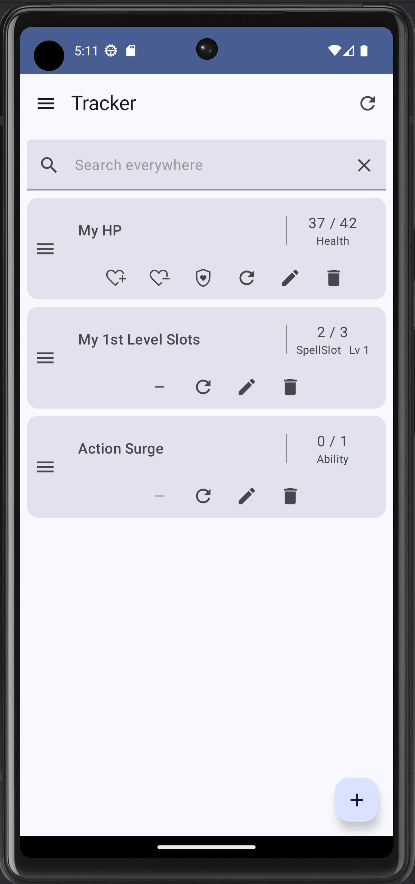 5:11
Tracker
Search everywhere
My HP
37 / 42
Health
My 1st Level Slots
2 / 3
SpellSlot Lv 1
Action Surge
0 / 1
Ability